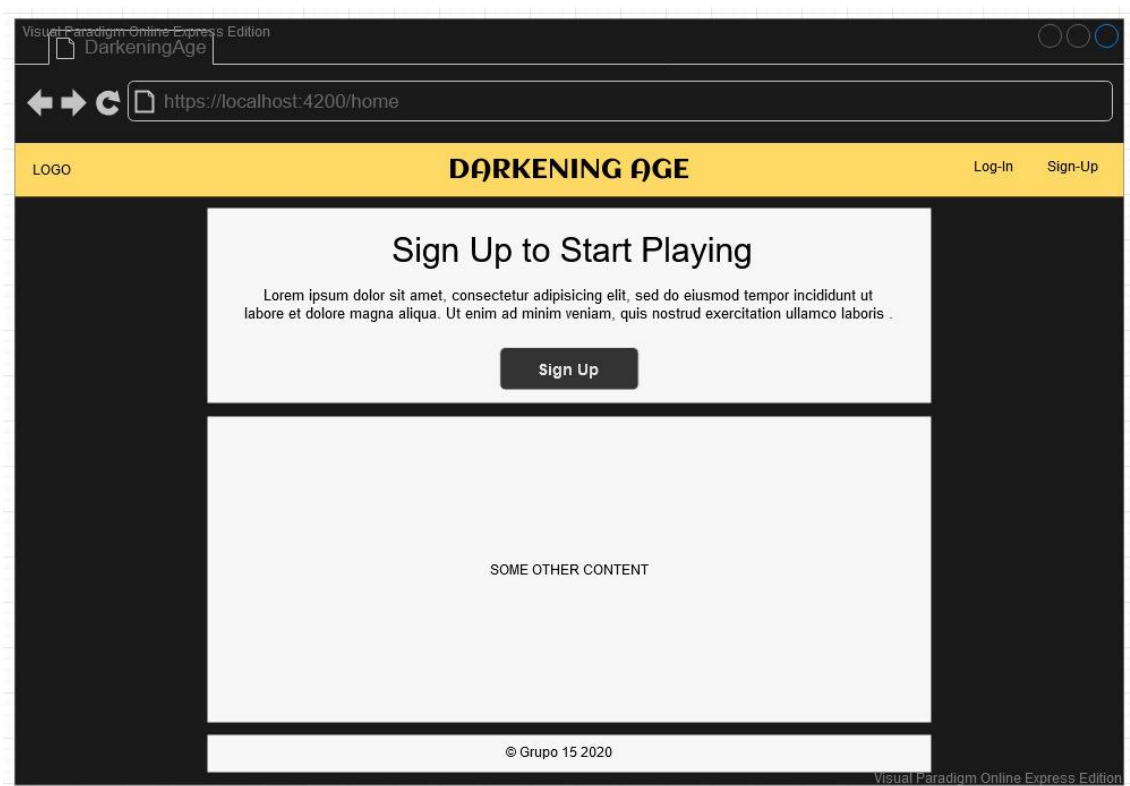 Visual Paradigm Online Express Edition
DarkeningAge
https://localhost:4200/home
LOGO
DARKENING AGE
Log-In
Sign-Up
Sign Up to Start Playing
Lorem ipsum dolor sit amet, consectetur adipisicing elit, sed do eiusmod tempor incididunt ut
labore et dolore magna aliqua. Ut enim ad minim veniam, quis nostrud exercitation ullamco laboris .
Sign Up
SOME OTHER CONTENT
© Grupo 15 2020
Visual Paradigm Online Express Edition